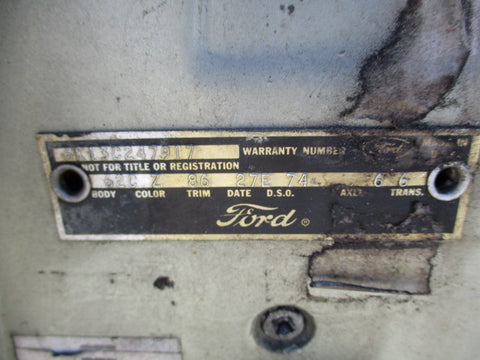 WARRANTY NUMBER
NOT FOR TITLE OR REGISTRATION
62C Z 86 27E 74 6 6
BODY COLOR TRIM DATE D.S.O. AXLE TRANS.
Ford ®